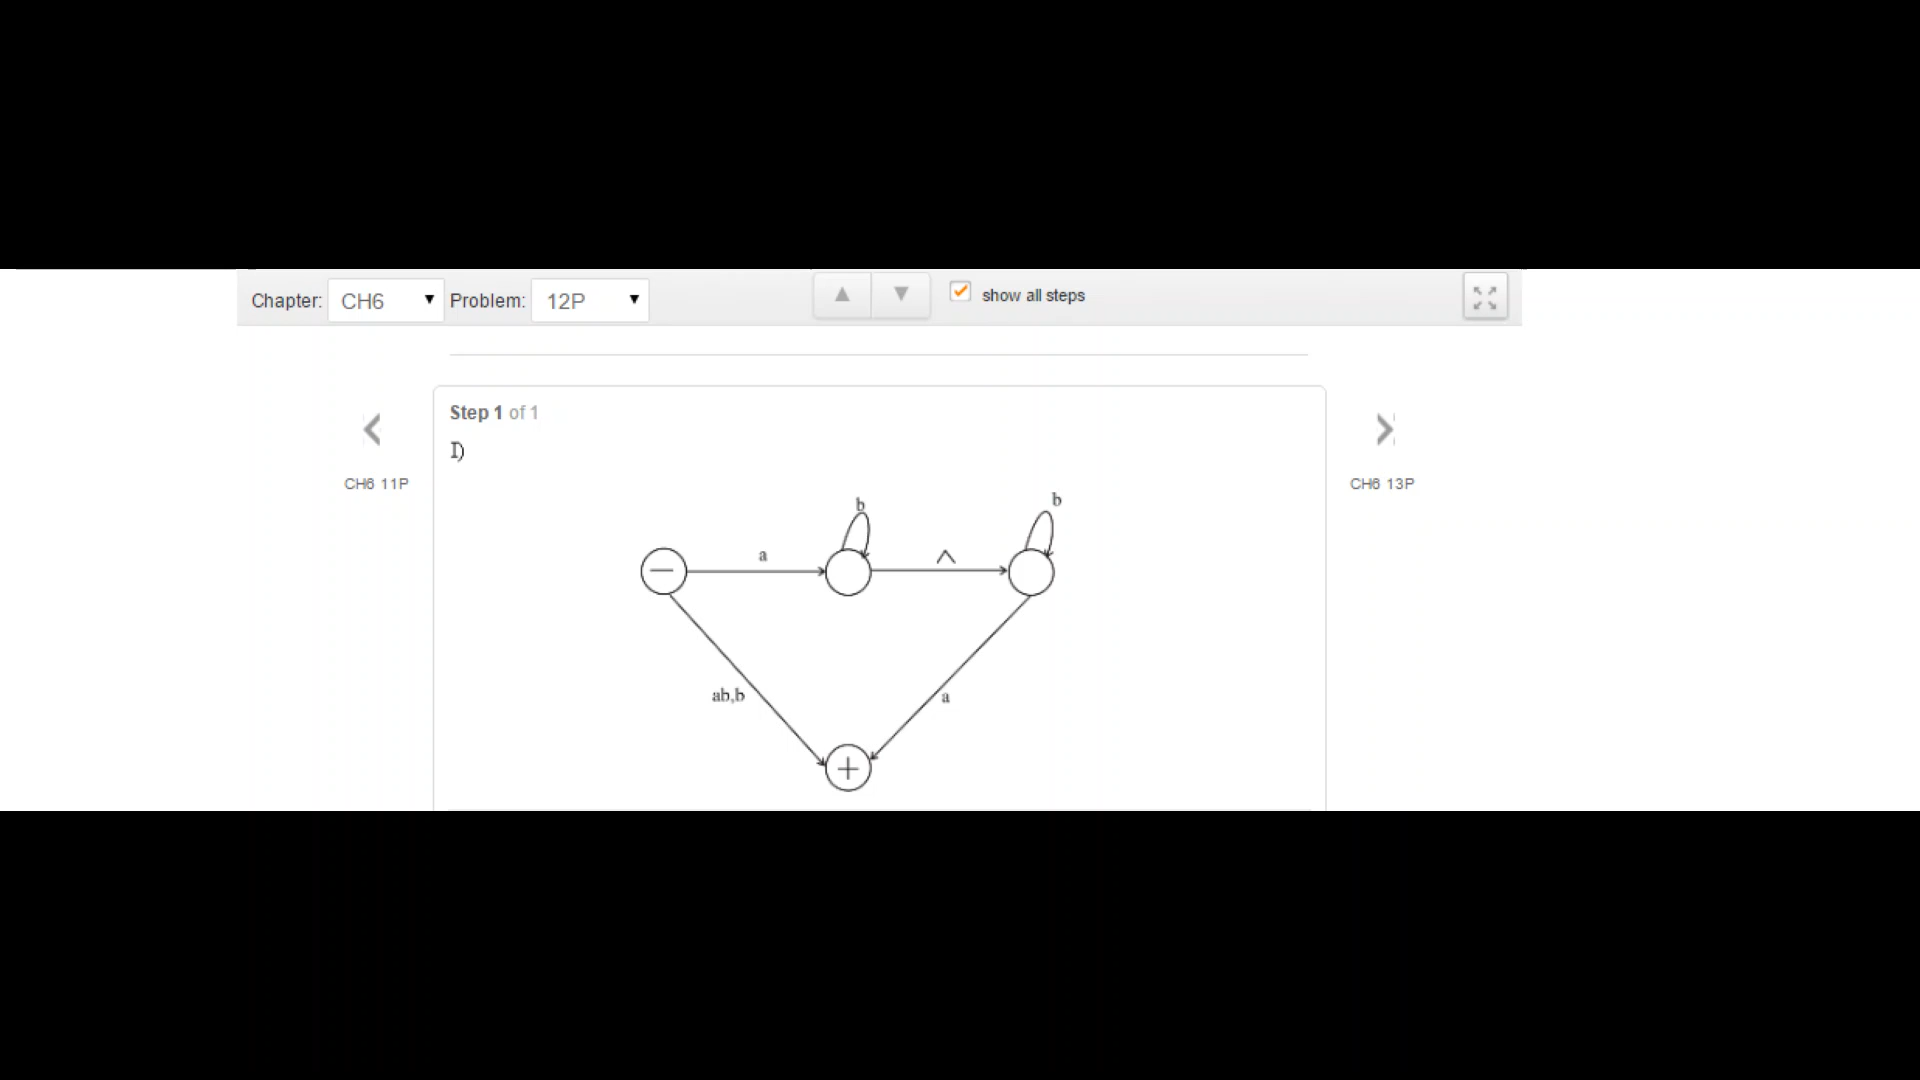 Chapter: CH6 Problem: 12P show all steps
Step 1 of 1
I)
CH6 11P
CH6 13P
b
b
a
^
−
ab,b
a
+